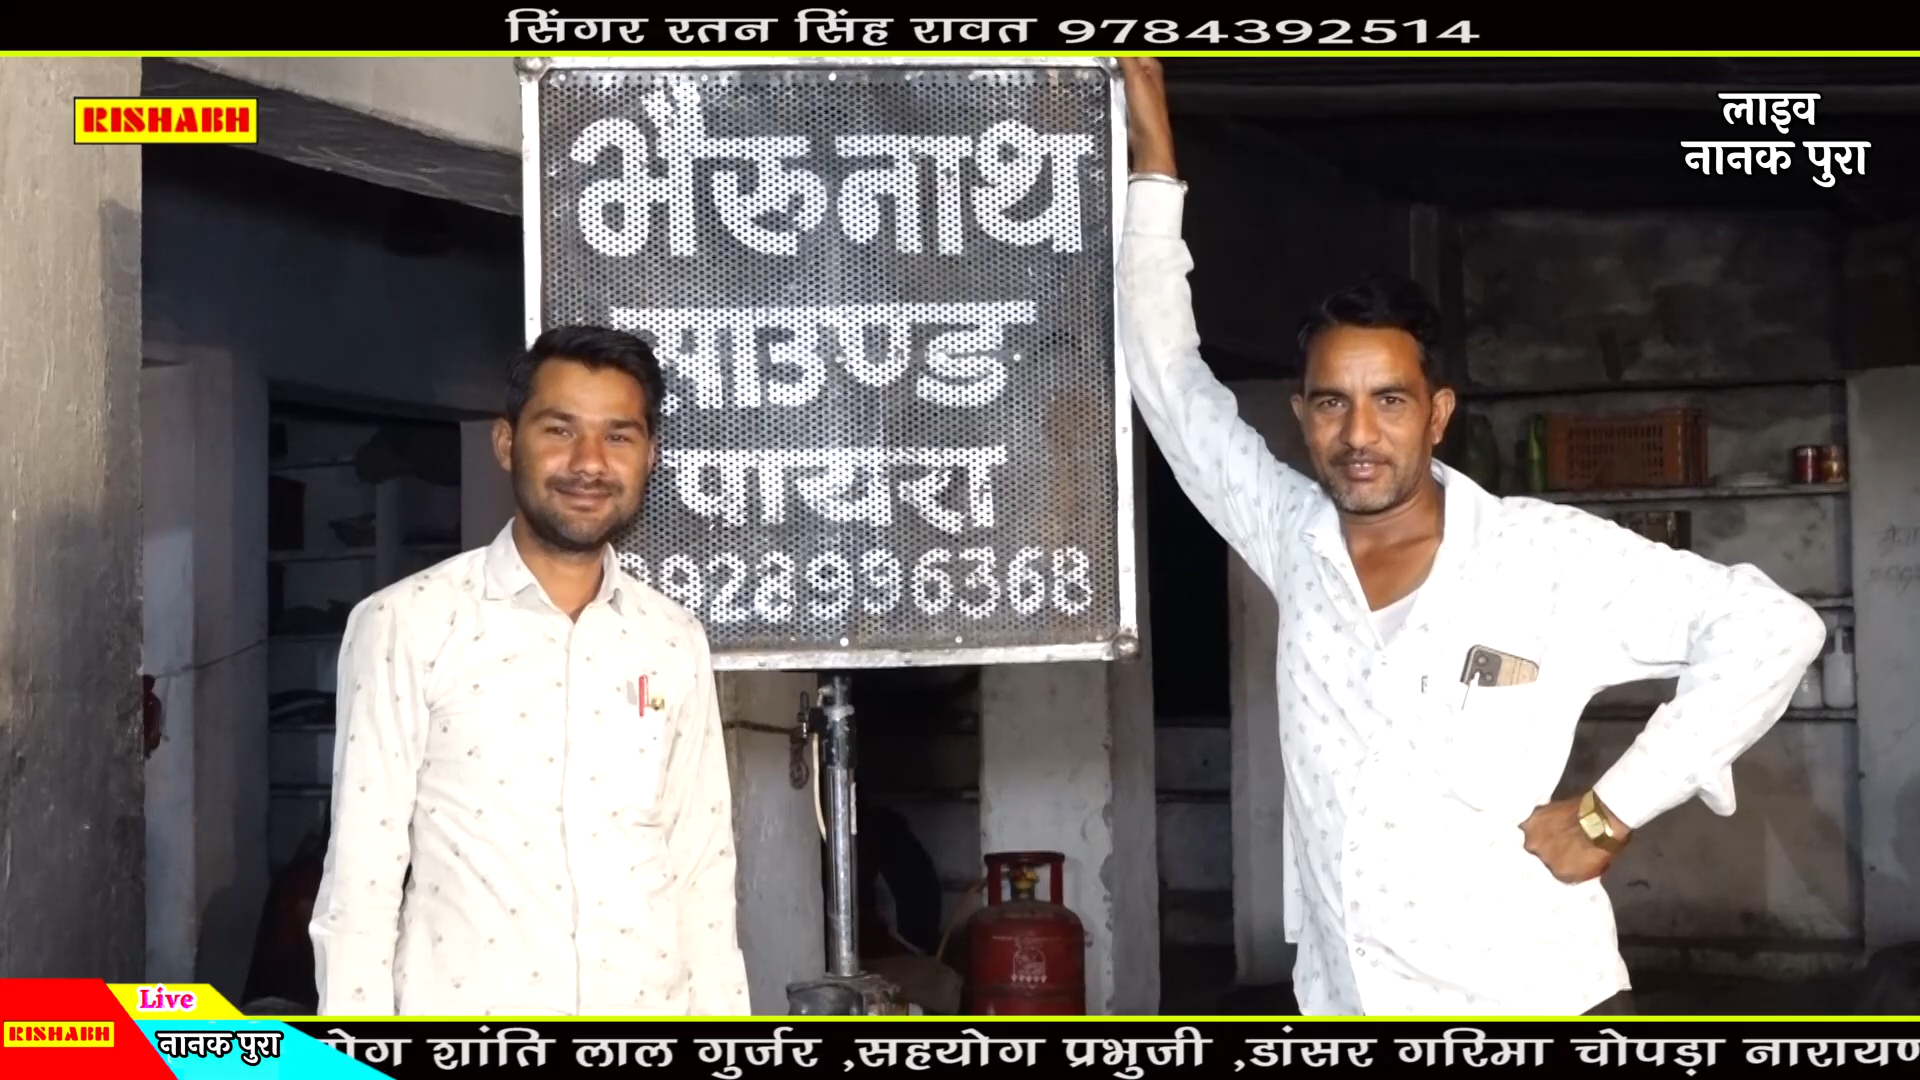 सिंगर रतन सिंह रावत 9784392514
RISHABH
लाइव
नानक पुरा
भैरुनाथ
साउण्ड
पायरा
9928996368
Live
RISHABH
नानक पुरा
शांति लाल गुर्जर ,सहयोग प्रभुजी ,डांसर गरिमा चोपड़ा नारायण